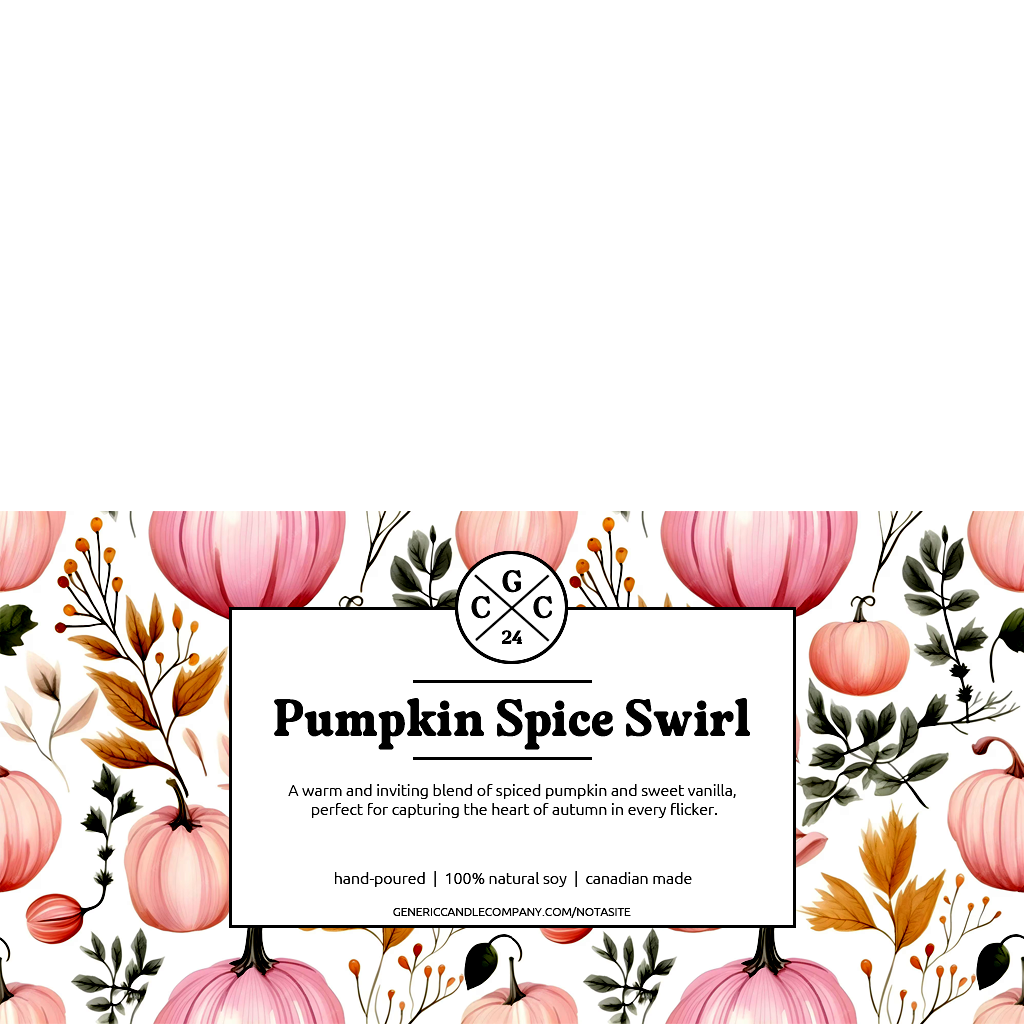 G
C C
24
Pumpkin Spice Swirl
A warm and inviting blend of spiced pumpkin and sweet vanilla,
perfect for capturing the heart of autumn in every flicker.
hand-poured | 100% natural soy | canadian made
GENERICCANDLECOMPANY.COM/NOTASITE